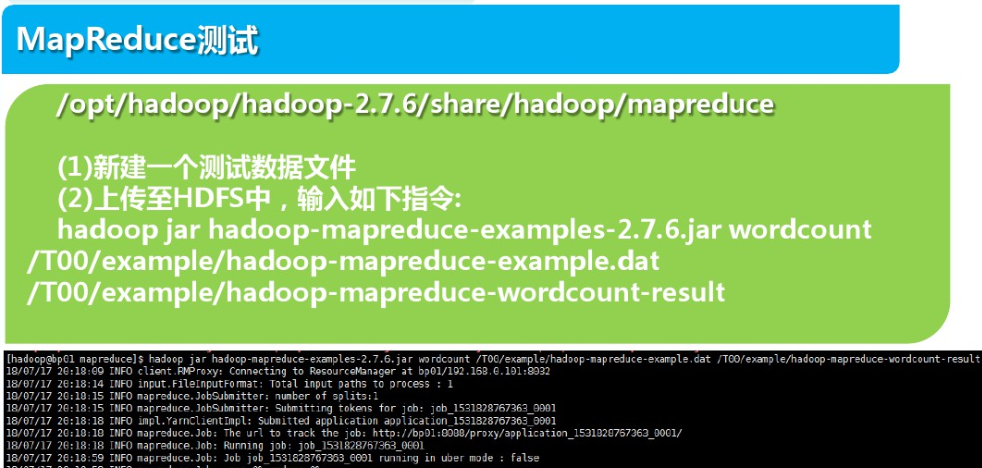 MapReduce测试
/opt/hadoop/hadoop-2.7.6/share/hadoop/mapreduce
(1)新建一个测试数据文件
(2)上传至HDFS中，输入如下指令:
hadoop jar hadoop-mapreduce-examples-2.7.6.jar wordcount
/T00/example/hadoop-mapreduce-example.dat
/T00/example/hadoop-mapreduce-wordcount-result
[hadoop@bp01 mapreduce]$ hadoop jar hadoop-mapreduce-examples-2.7.6.jar wordcount /T00/example/hadoop-mapreduce-example.dat /T00/example/hadoop-mapreduce-wordcount-result
18/07/17 20:18:09 INFO client.RMProxy: Connecting to ResourceManager at bp01/192.168.0.101:8032
18/07/17 20:18:14 INFO input.FileInputFormat: Total input paths to process : 1
18/07/17 20:18:15 INFO mapreduce.JobSubmitter: number of splits:1
18/07/17 20:18:15 INFO mapreduce.JobSubmitter: Submitting tokens for job: job_1531828767363_0001
18/07/17 20:18:18 INFO impl.YarnClientImpl: Submitted application application_1531828767363_0001
18/07/17 20:18:18 INFO mapreduce.Job: The url to track the job: http://bp01:8088/proxy/application_1531828767363_0001/
18/07/17 20:18:18 INFO mapreduce.Job: Running job: job_1531828767363_0001
18/07/17 20:18:59 INFO mapreduce.Job: Job job_1531828767363_0001 running in uber mode : false